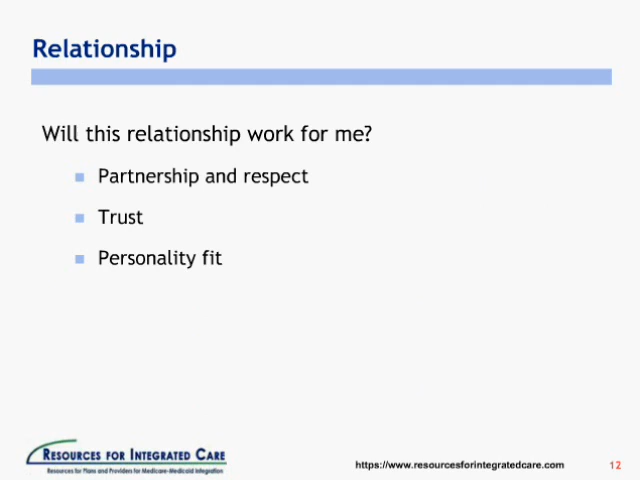 Relationship
Will this relationship work for me?
Partnership and respect
Trust
Personality fit
RESOURCES FOR INTEGRATED CARE
Resources for Plans and Providers for Medicare-Medicaid Integration
https://www.resourcesforintegratedcare.com
12